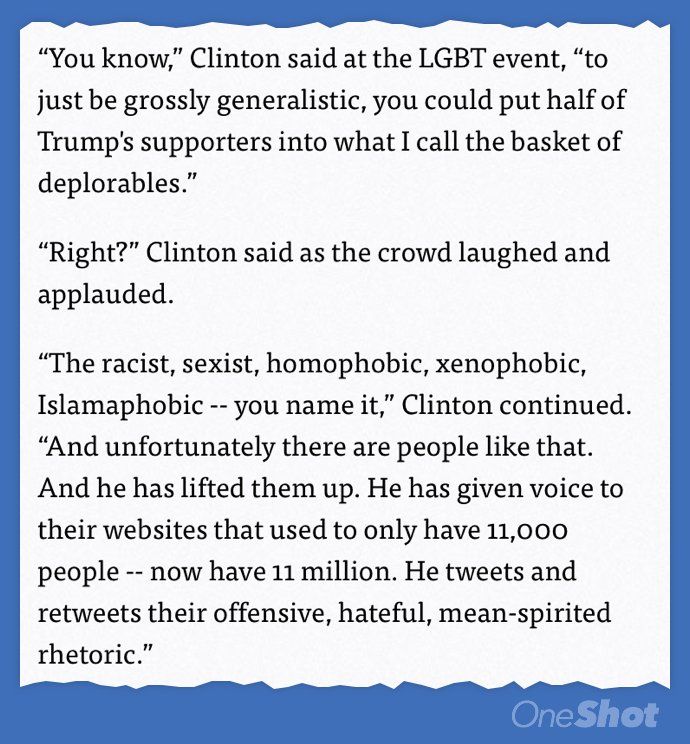 “You know,” Clinton said at the LGBT event, “to
just be grossly generalistic, you could put half of
Trump's supporters into what I call the basket of
deplorables.”
“Right?” Clinton said as the crowd laughed and
applauded.
“The racist, sexist, homophobic, xenophobic,
Islamaphobic -- you name it,” Clinton continued.
“And unfortunately there are people like that.
And he has lifted them up. He has given voice to
their websites that used to only have 11,000
people -- now have 11 million. He tweets and
retweets their offensive, hateful, mean-spirited
rhetoric.”
OneShot